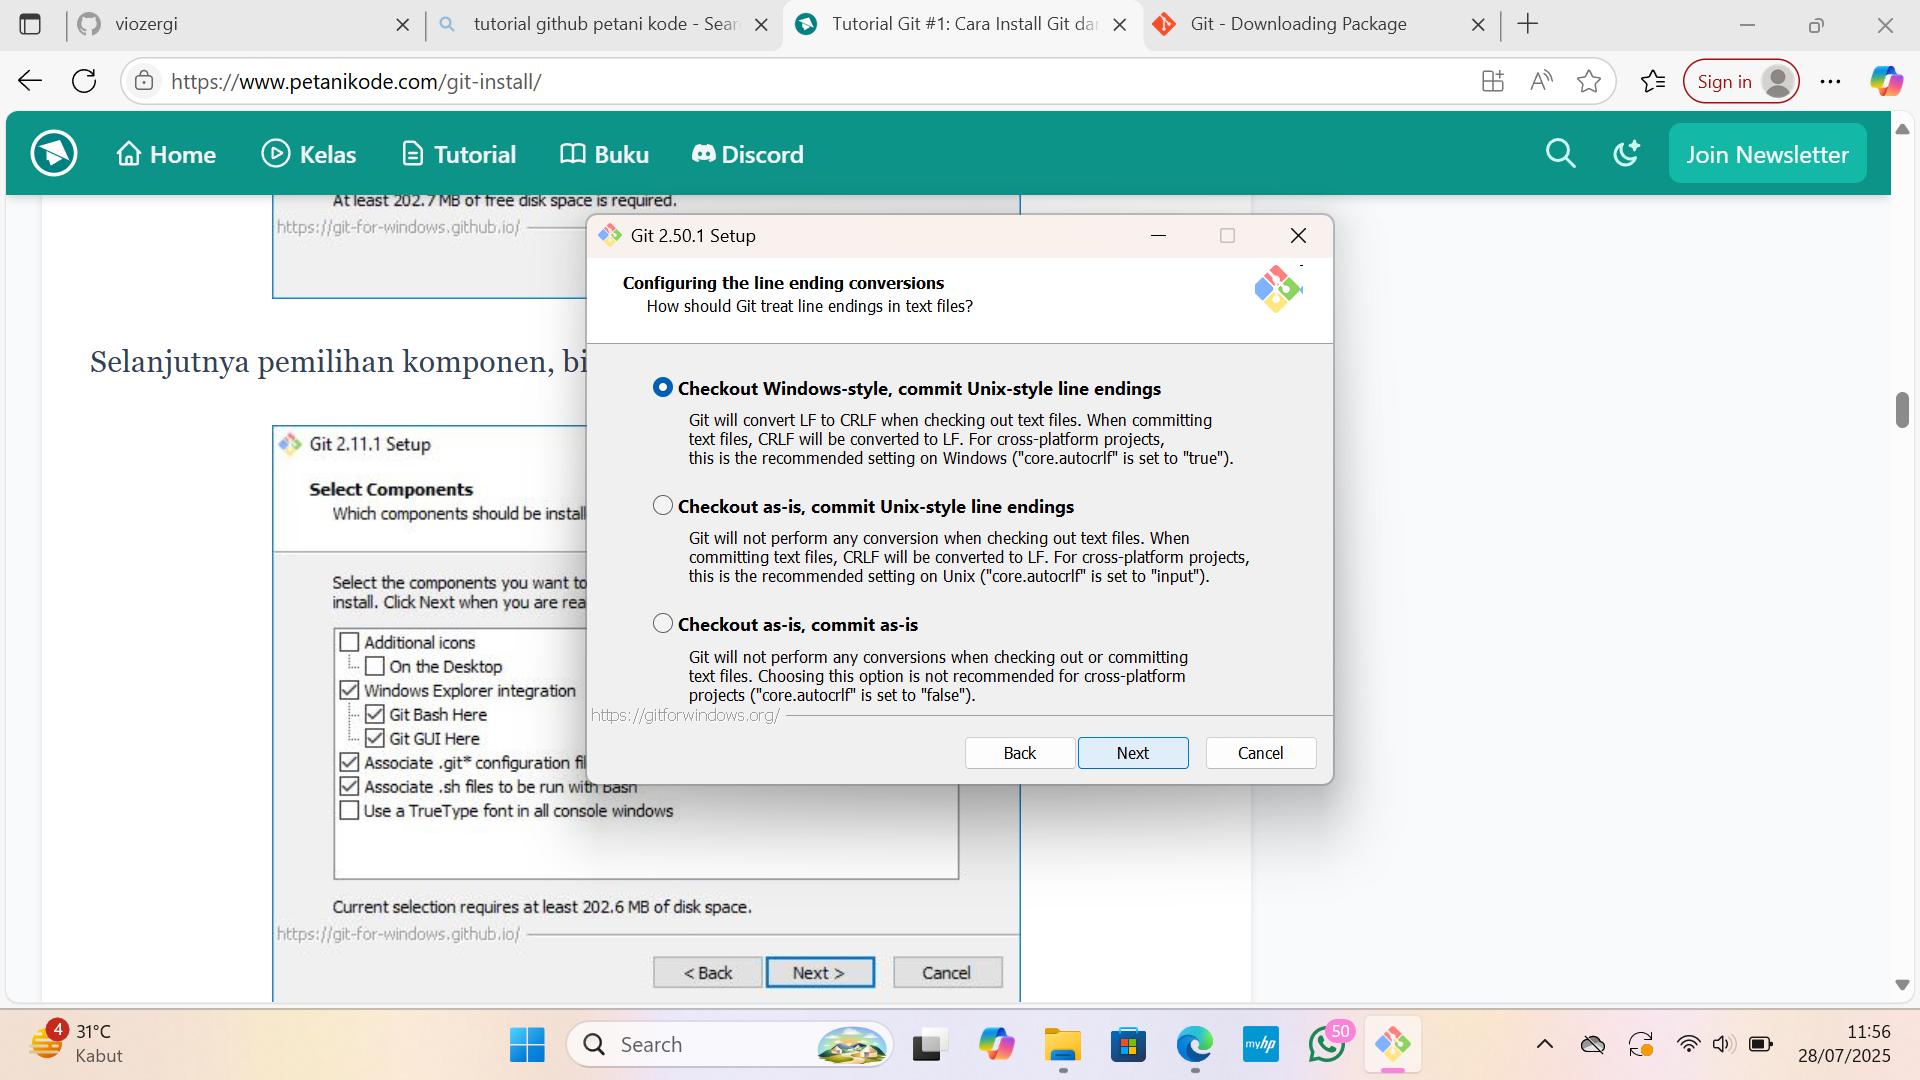 viozergi
tutorial github petani kode - Sear
Tutorial Git #1: Cara Install Git da
Git - Downloading Package
https://www.petanikode.com/git-install/
Sign in
Home
Kelas
Tutorial
Buku
Discord
Join Newsletter
At least 202.7 MB of free disk space is required.
https://git-for-windows.github.io/
Selanjutnya pemilihan komponen, bi
Git 2.11.1 Setup
Select Components
Which components should be install
Select the components you want to
install. Click Next when you are rea
Additional icons
On the Desktop
Windows Explorer integration
Git Bash Here
Git GUI Here
Associate .git* configuration fil
Associate .sh files to be run with Bash
Use a TrueType font in all console windows
Current selection requires at least 202.6 MB of disk space.
https://git-for-windows.github.io/
< Back
Next >
Cancel
Git 2.50.1 Setup
Configuring the line ending conversions
How should Git treat line endings in text files?
Checkout Windows-style, commit Unix-style line endings
Git will convert LF to CRLF when checking out text files. When committing
text files, CRLF will be converted to LF. For cross-platform projects,
this is the recommended setting on Windows ("core.autocrlf" is set to "true").
Checkout as-is, commit Unix-style line endings
Git will not perform any conversion when checking out text files. When
committing text files, CRLF will be converted to LF. For cross-platform projects,
this is the recommended setting on Unix ("core.autocrlf" is set to "input").
Checkout as-is, commit as-is
Git will not perform any conversions when checking out or committing
text files. Choosing this option is not recommended for cross-platform
projects ("core.autocrlf" is set to "false").
https://gitforwindows.org/
Back
Next
Cancel
4
31°C
Kabut
Search
myhp
50
11:56
28/07/2025